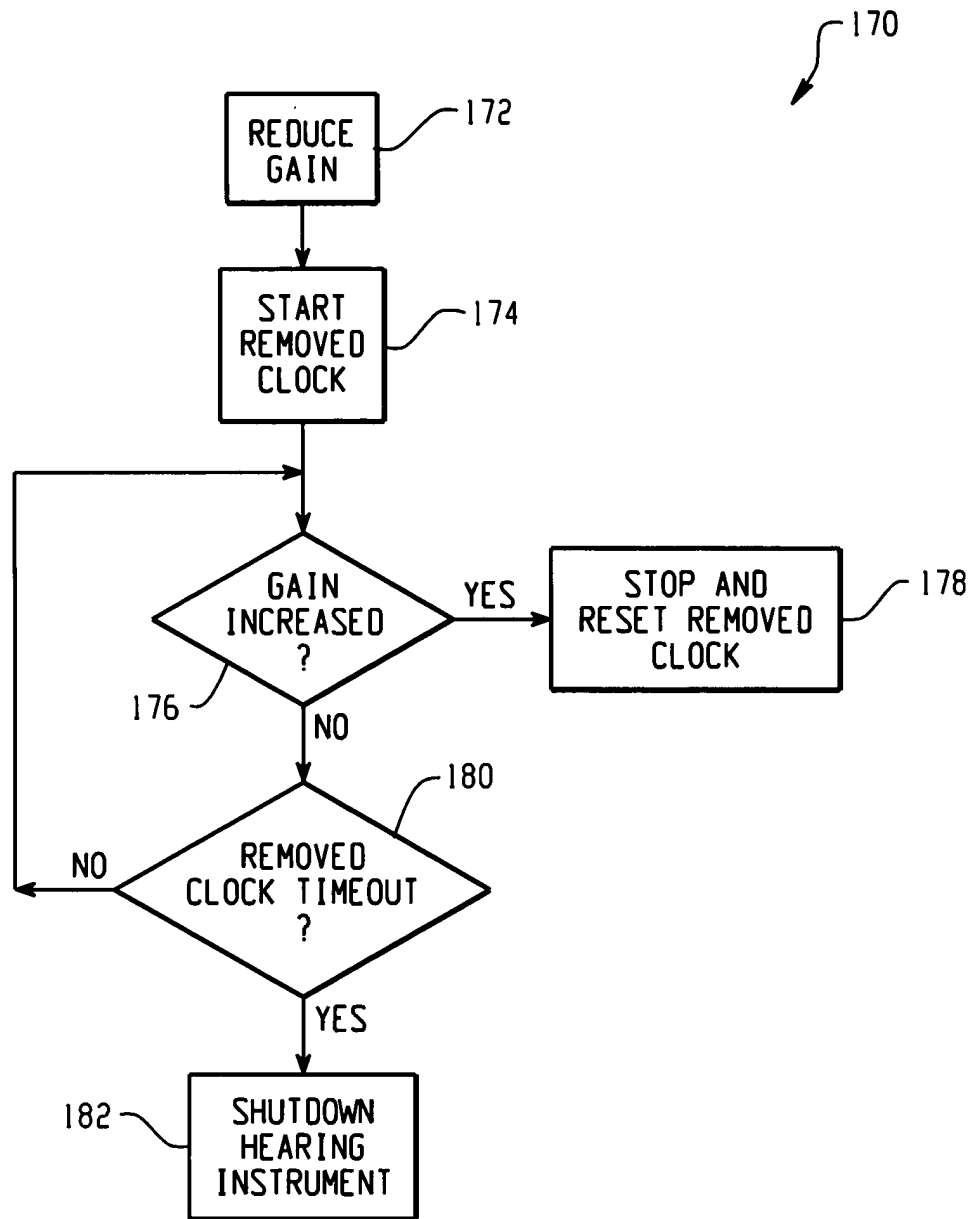 170
REDUCE
GAIN
172
START
REMOVED
CLOCK
174
GAIN
INCREASED
?
176
YES
STOP AND
RESET REMOVED
CLOCK
178
NO
180
REMOVED
CLOCK TIMEOUT
?
NO
YES
182
SHUTDOWN
HEARING
INSTRUMENT